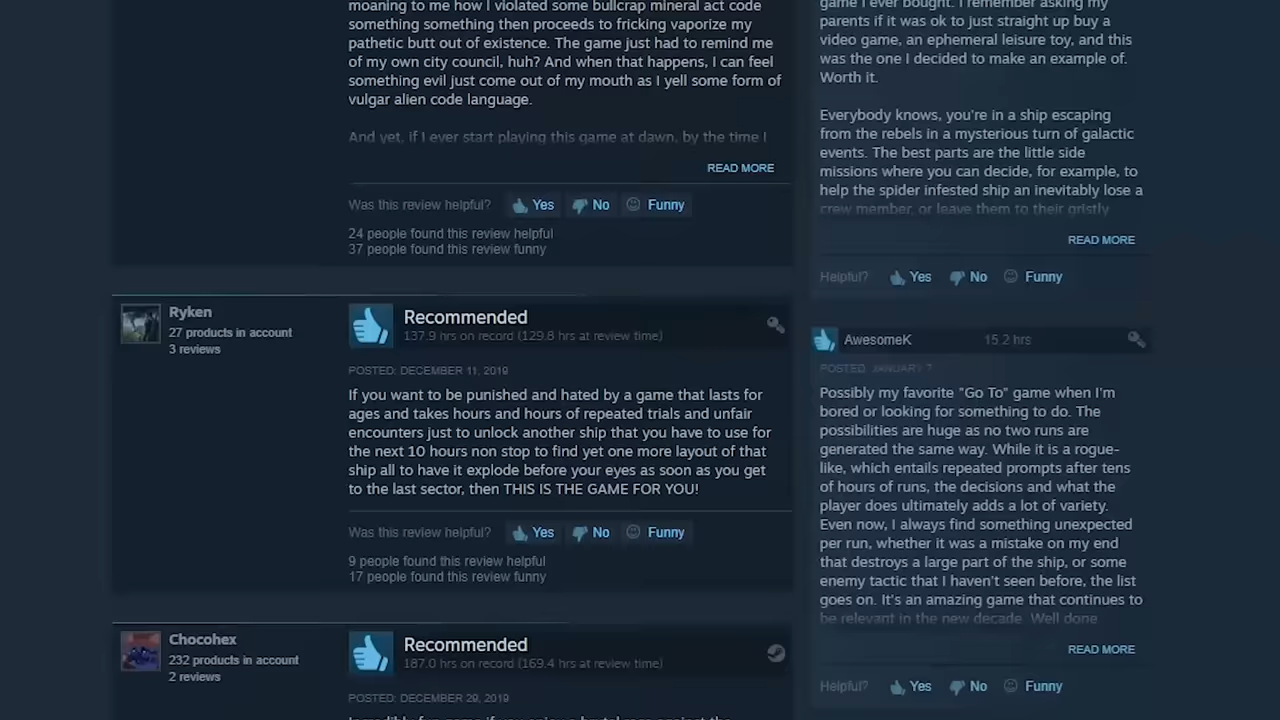 moaning to me how I violated some bullcrap mineral act code
something something then proceeds to fricking vaporize my
pathetic butt out of existence. The game just had to remind me
of my own city council, huh? And when that happens, I can feel
something evil just come out of my mouth as I yell some form of
vulgar alien code language.
And yet, if I ever start playing this game at dawn, by the time I
READ MORE
Was this review helpful? Yes No Funny
24 people found this review helpful
37 people found this review funny
Ryken
27 products in account
3 reviews
Recommended
137.9 hrs on record (129.8 hrs at review time)
POSTED: DECEMBER 11, 2019
If you want to be punished and hated by a game that lasts for
ages and takes hours and hours of repeated trials and unfair
encounters just to unlock another ship that you have to use for
the next 10 hours non stop to find yet one more layout of that
ship all to have it explode before your eyes as soon as you get
to the last sector, then THIS IS THE GAME FOR YOU!
Was this review helpful? Yes No Funny
9 people found this review helpful
17 people found this review funny
Chocohex
232 products in account
2 reviews
Recommended
187.0 hrs on record (169.4 hrs at review time)
POSTED: DECEMBER 29, 2019
game I ever bought. I remember asking my
parents if it was ok to just straight up buy a
video game, an ephemeral leisure toy, and this
was the one I decided to make an example of.
Worth it.
Everybody knows, you're in a ship escaping
from the rebels in a mysterious turn of galactic
events. The best parts are the little side
missions where you can decide, for example, to
help the spider infested ship an inevitably lose a
crew member, or leave them to their gristly
READ MORE
Helpful? Yes No Funny
AwesomeK 15.2 hrs
POSTED: JANUARY 7
Possibly my favorite "Go To" game when I'm
bored or looking for something to do. The
possibilities are huge as no two runs are
generated the same way. While it is a rogue-
like, which entails repeated prompts after tens
of hours of runs, the decisions and what the
player does ultimately adds a lot of variety.
Even now, I always find something unexpected
per run, whether it was a mistake on my end
that destroys a large part of the ship, or some
enemy tactic that I haven't seen before, the list
goes on. It's an amazing game that continues to
be relevant in the new decade. Well done
READ MORE
Helpful? Yes No Funny